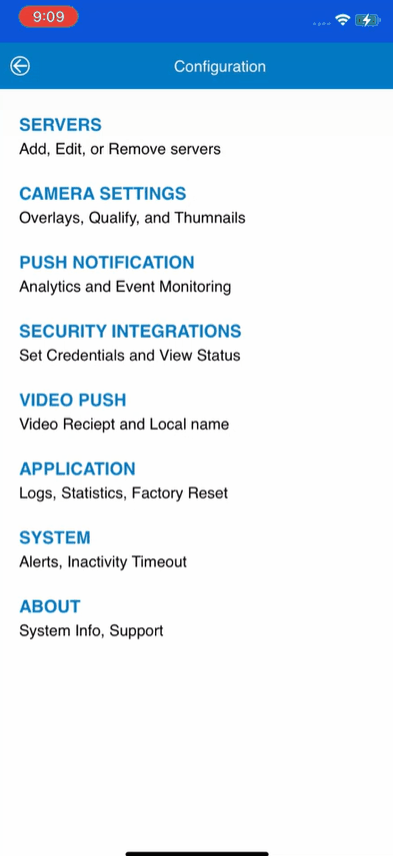 9:09
Configuration
SERVERS
Add, Edit, or Remove servers
CAMERA SETTINGS
Overlays, Qualify, and Thumnails
PUSH NOTIFICATION
Analytics and Event Monitoring
SECURITY INTEGRATIONS
Set Credentials and View Status
VIDEO PUSH
Video Reciept and Local name
APPLICATION
Logs, Statistics, Factory Reset
SYSTEM
Alerts, Inactivity Timeout
ABOUT
System Info, Support